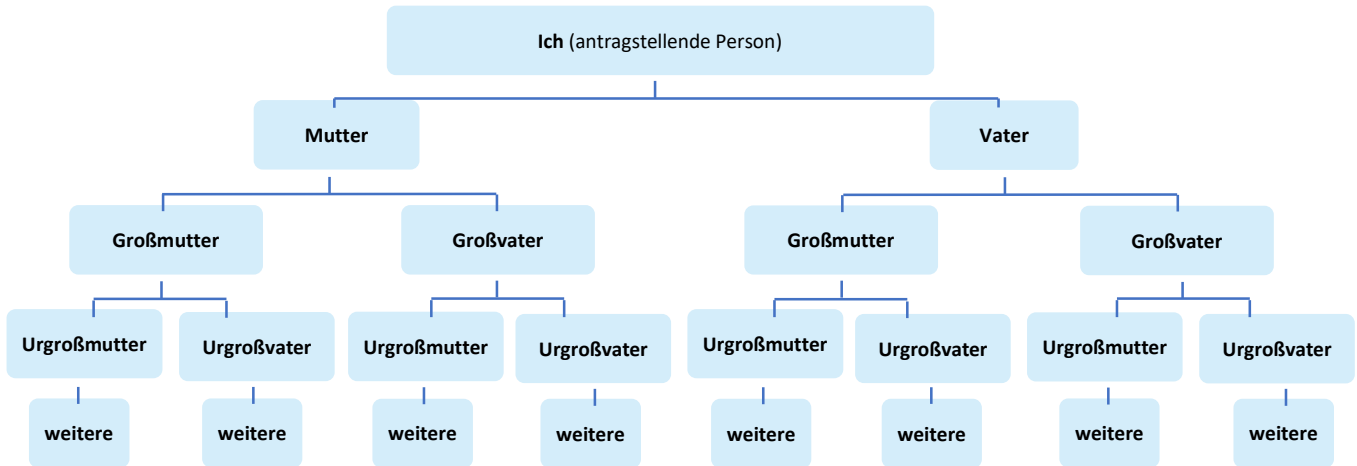 Ich (antragstellende Person)
Mutter
Vater
Großmutter
Großvater
Großmutter
Großvater
Urgroßmutter
Urgroßvater
Urgroßmutter
Urgroßvater
Urgroßmutter
Urgroßvater
Urgroßmutter
Urgroßvater
weitere
weitere
weitere
weitere
weitere
weitere
weitere
weitere